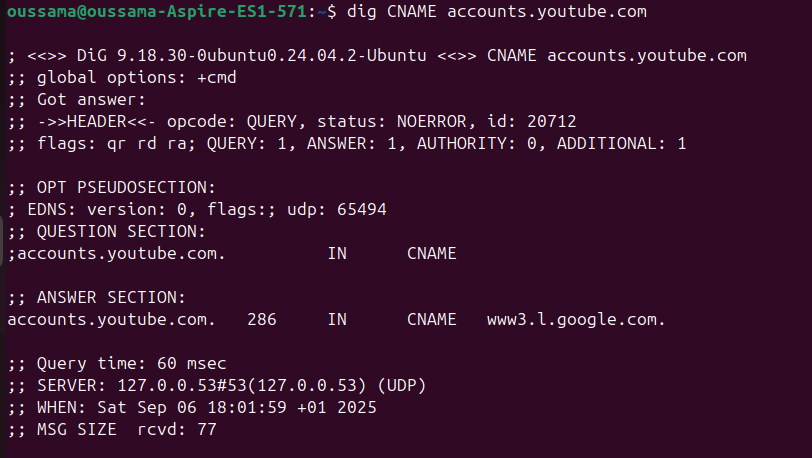 oussama@oussama-Aspire-ES1-571:~$ dig CNAME accounts.youtube.com
; <<>> DiG 9.18.30-0ubuntu0.24.04.2-Ubuntu <<>> CNAME accounts.youtube.com
;; global options: +cmd
;; Got answer:
;; ->>HEADER<<- opcode: QUERY, status: NOERROR, id: 20712
;; flags: qr rd ra; QUERY: 1, ANSWER: 1, AUTHORITY: 0, ADDITIONAL: 1
;; OPT PSEUDOSECTION:
; EDNS: version: 0, flags:; udp: 65494
;; QUESTION SECTION:
;accounts.youtube.com. IN CNAME
;; ANSWER SECTION:
accounts.youtube.com. 286 IN CNAME www3.l.google.com.
;; Query time: 60 msec
;; SERVER: 127.0.0.53#53(127.0.0.53) (UDP)
;; WHEN: Sat Sep 06 18:01:59 +01 2025
;; MSG SIZE rcvd: 77